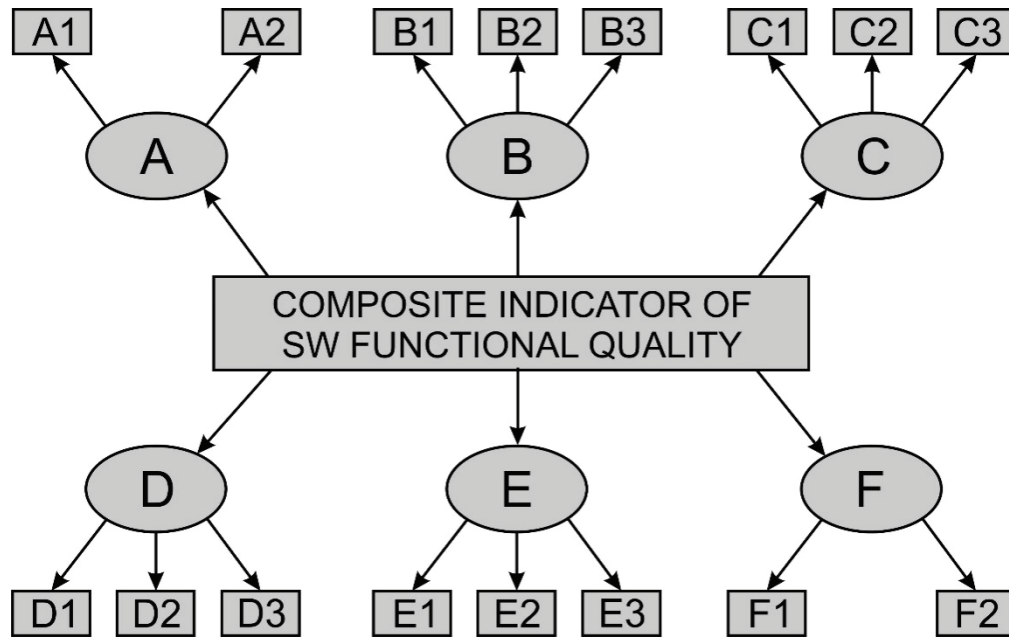 A1
A2
B1
B2
B3
C1
C2
C3
A
B
C
COMPOSITE INDICATOR OF
SW FUNCTIONAL QUALITY
D
E
F
D1
D2
D3
E1
E2
E3
F1
F2